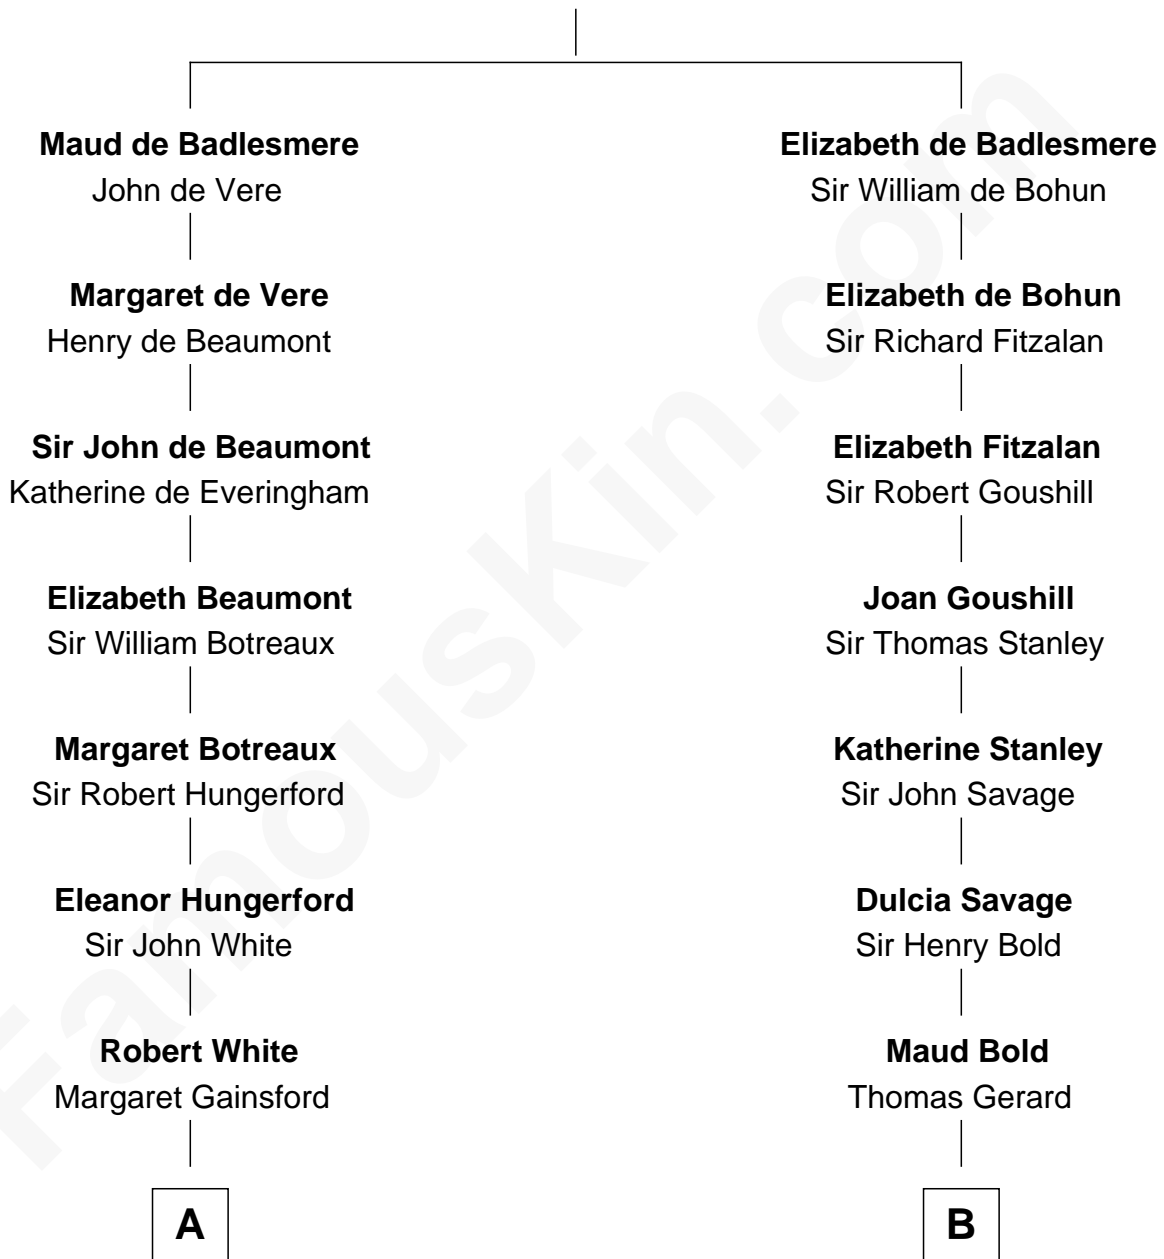 Maud de Badlesmere
John de Vere
Margaret de Vere
Henry de Beaumont
Sir John de Beaumont
Katherine de Everingham
Elizabeth Beaumont
Sir William Botreaux
Margaret Botreaux
Sir Robert Hungerford
Eleanor Hungerford
Sir John White
Robert White
Margaret Gainsford
A
Elizabeth de Badlesmere
Sir William de Bohun
Elizabeth de Bohun
Sir Richard Fitzalan
Elizabeth Fitzalan
Sir Robert Goushill
Joan Goushill
Sir Thomas Stanley
Katherine Stanley
Sir John Savage
Dulcia Savage
Sir Henry Bold
Maud Bold
Thomas Gerard
B
FamousKin.com